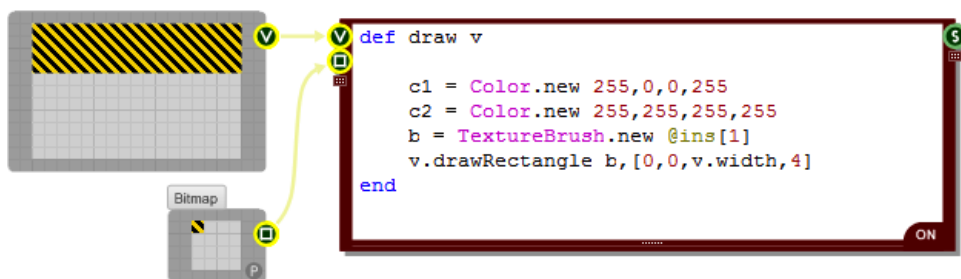 V
V
def draw v
S
c1 = Color.new 255,0,0,255
c2 = Color.new 255,255,255,255
b = TextureBrush.new @ins[1]
v.drawRectangle b,[0,0,v.width,4]
end
Bitmap
ON
P